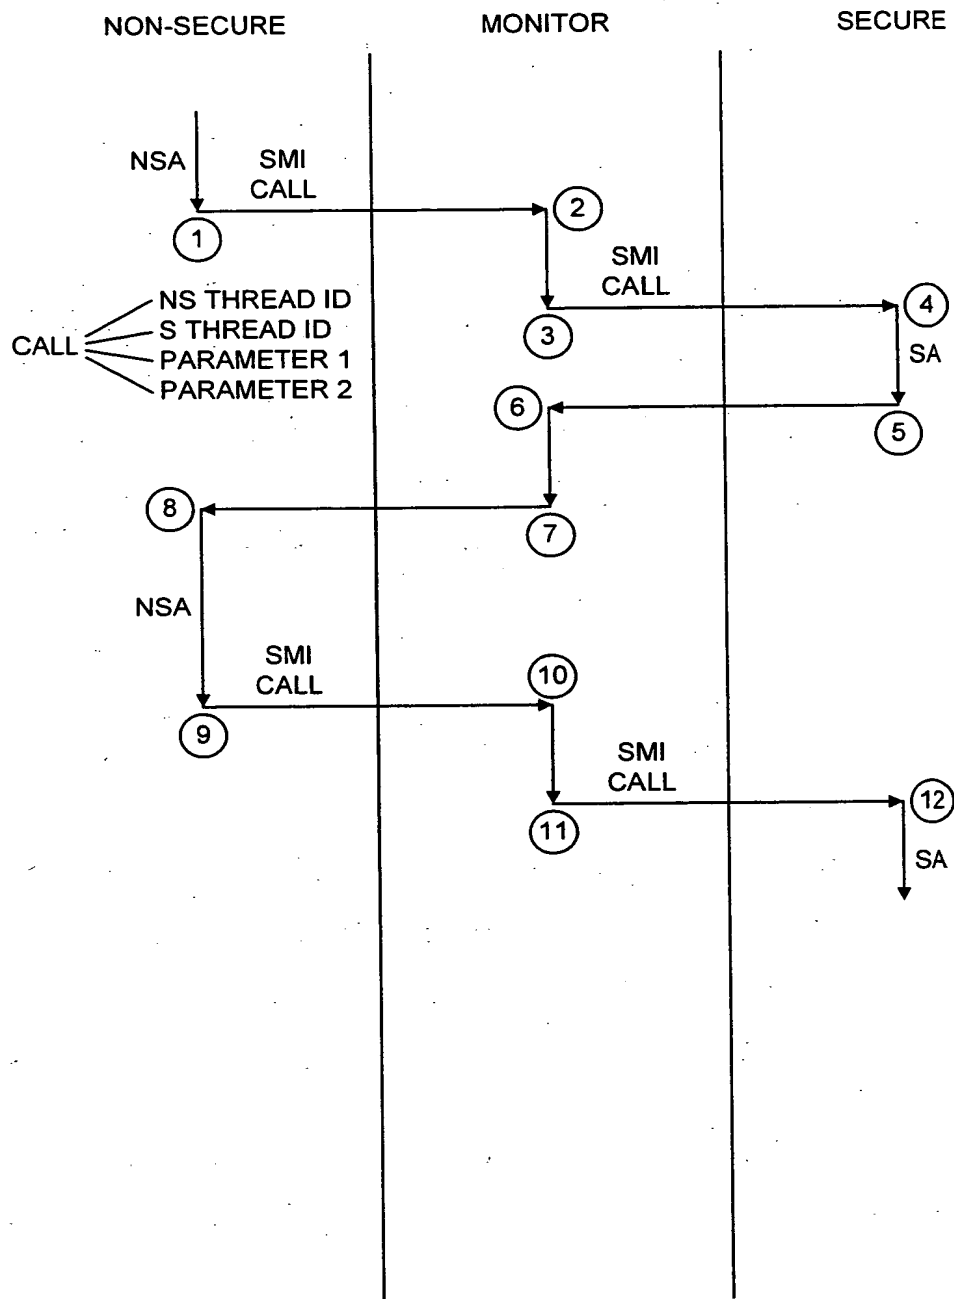 NON-SECURE
MONITOR
SECURE
NSA
SMI
CALL
1
2
SMI
CALL
3
4
NS THREAD ID
S THREAD ID
CALL
PARAMETER 1
PARAMETER 2
SA
6
5
8
7
NSA
SMI
CALL
10
9
SMI
CALL
12
11
SA